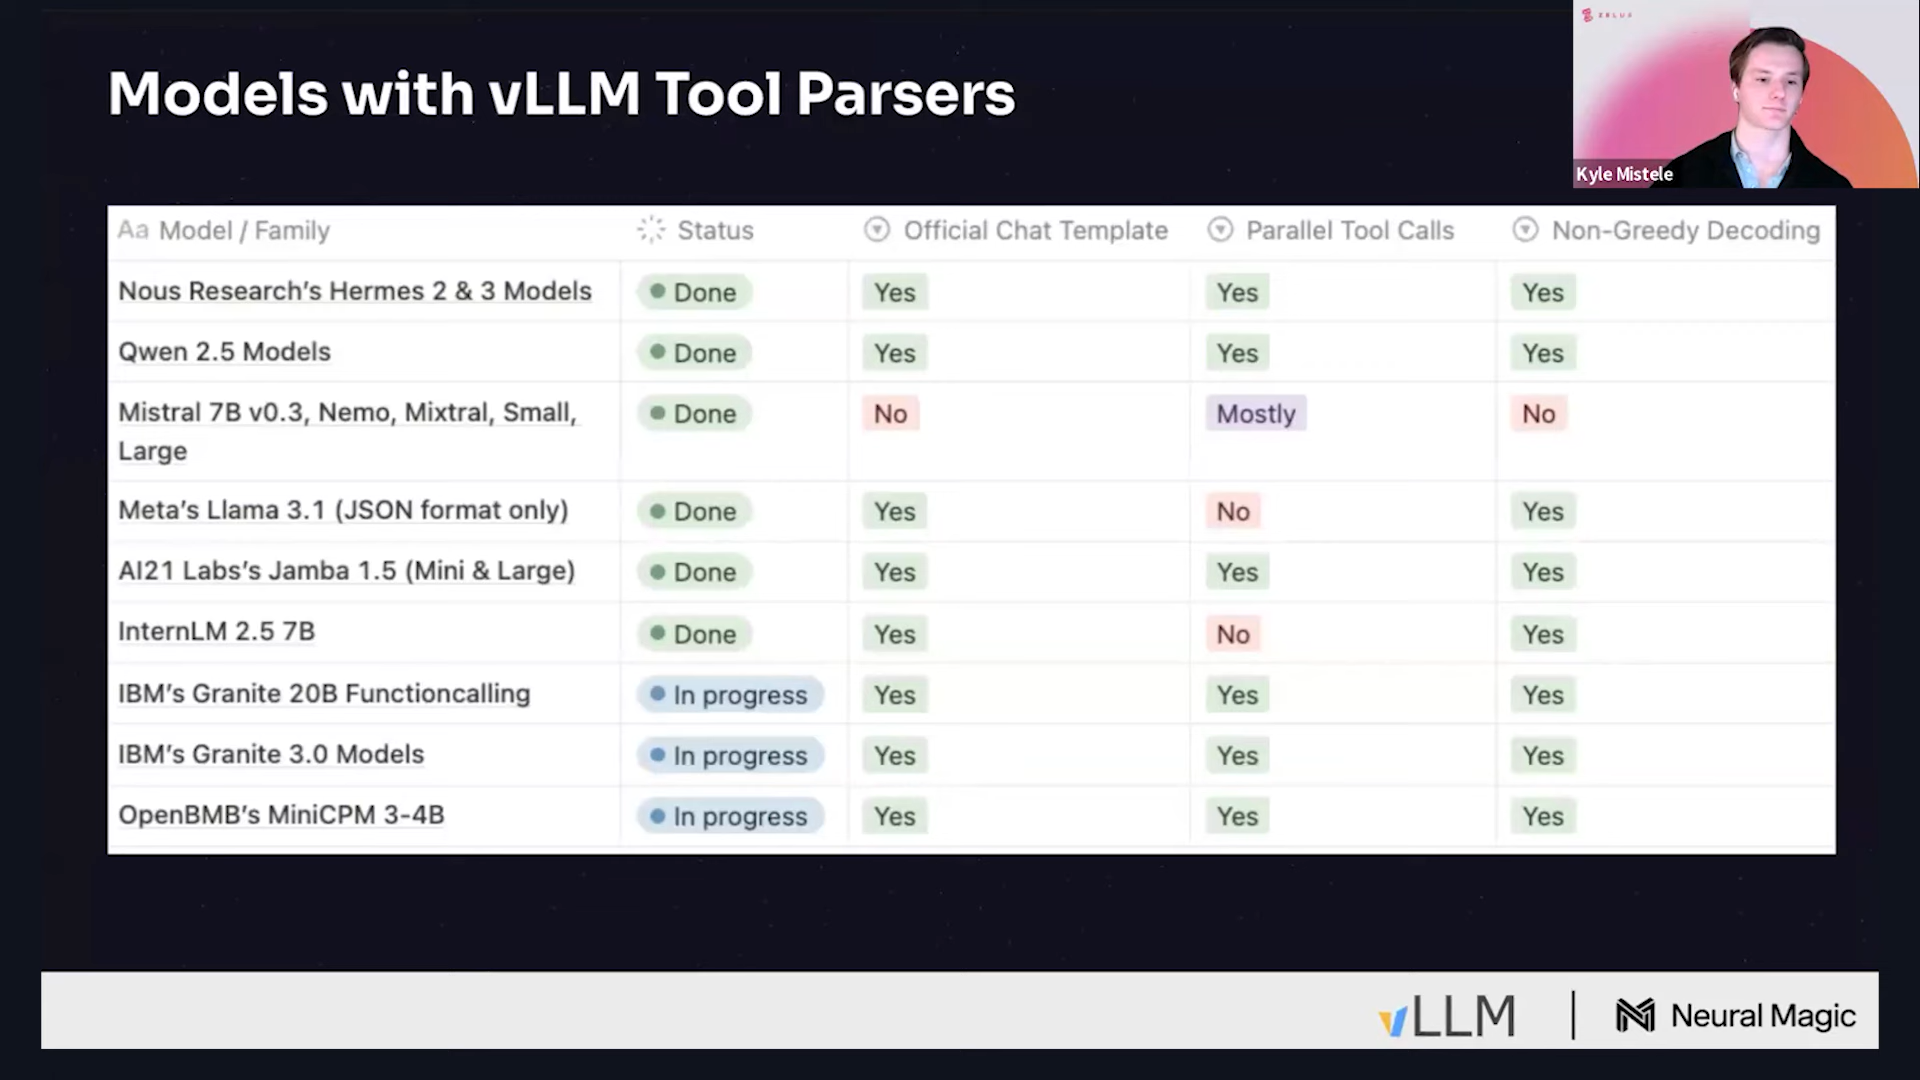 Models with vLLM Tool Parsers
ZELUS
Kyle Mistele
Aa Model / Family Status Official Chat Template Parallel Tool Calls Non-Greedy Decoding
Nous Research's Hermes 2 & 3 Models Done Yes Yes Yes
Qwen 2.5 Models Done Yes Yes Yes
Mistral 7B v0.3, Nemo, Mixtral, Small, Done No Mostly No
Large
Meta's Llama 3.1 (JSON format only) Done Yes No Yes
AI21 Labs's Jamba 1.5 (Mini & Large) Done Yes Yes Yes
InternLM 2.5 7B Done Yes No Yes
IBM's Granite 20B Functioncalling In progress Yes Yes Yes
IBM's Granite 3.0 Models In progress Yes Yes Yes
OpenBMB's MiniCPM 3-4B In progress Yes Yes Yes
vLLM | Neural Magic